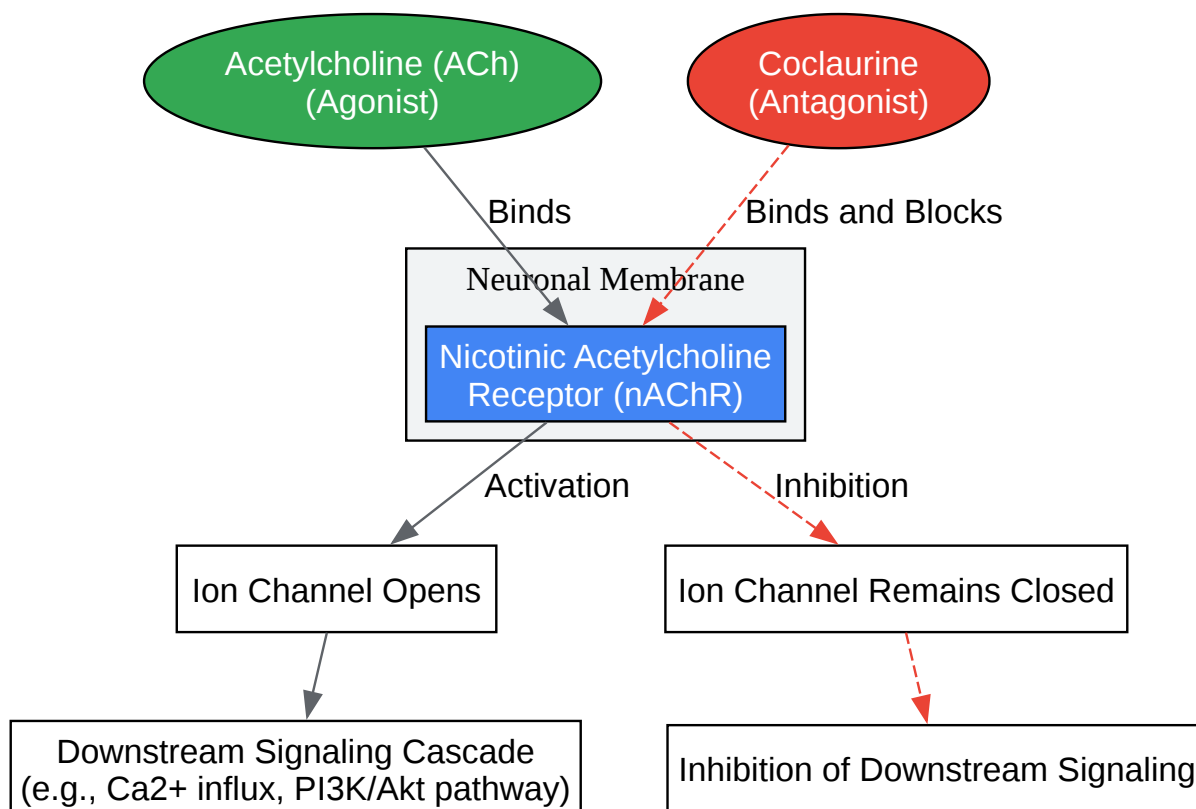 Acetylcholine (ACh)
(Agonist)
Coclaurine
(Antagonist)
Binds
Binds and Blocks
Neuronal Membrane
Nicotinic Acetylcholine
Receptor (nAChR)
Activation
Inhibition
Ion Channel Opens
Ion Channel Remains Closed
Downstream Signaling Cascade
(e.g., Ca2+ influx, PI3K/Akt pathway)
Inhibition of Downstream Signaling